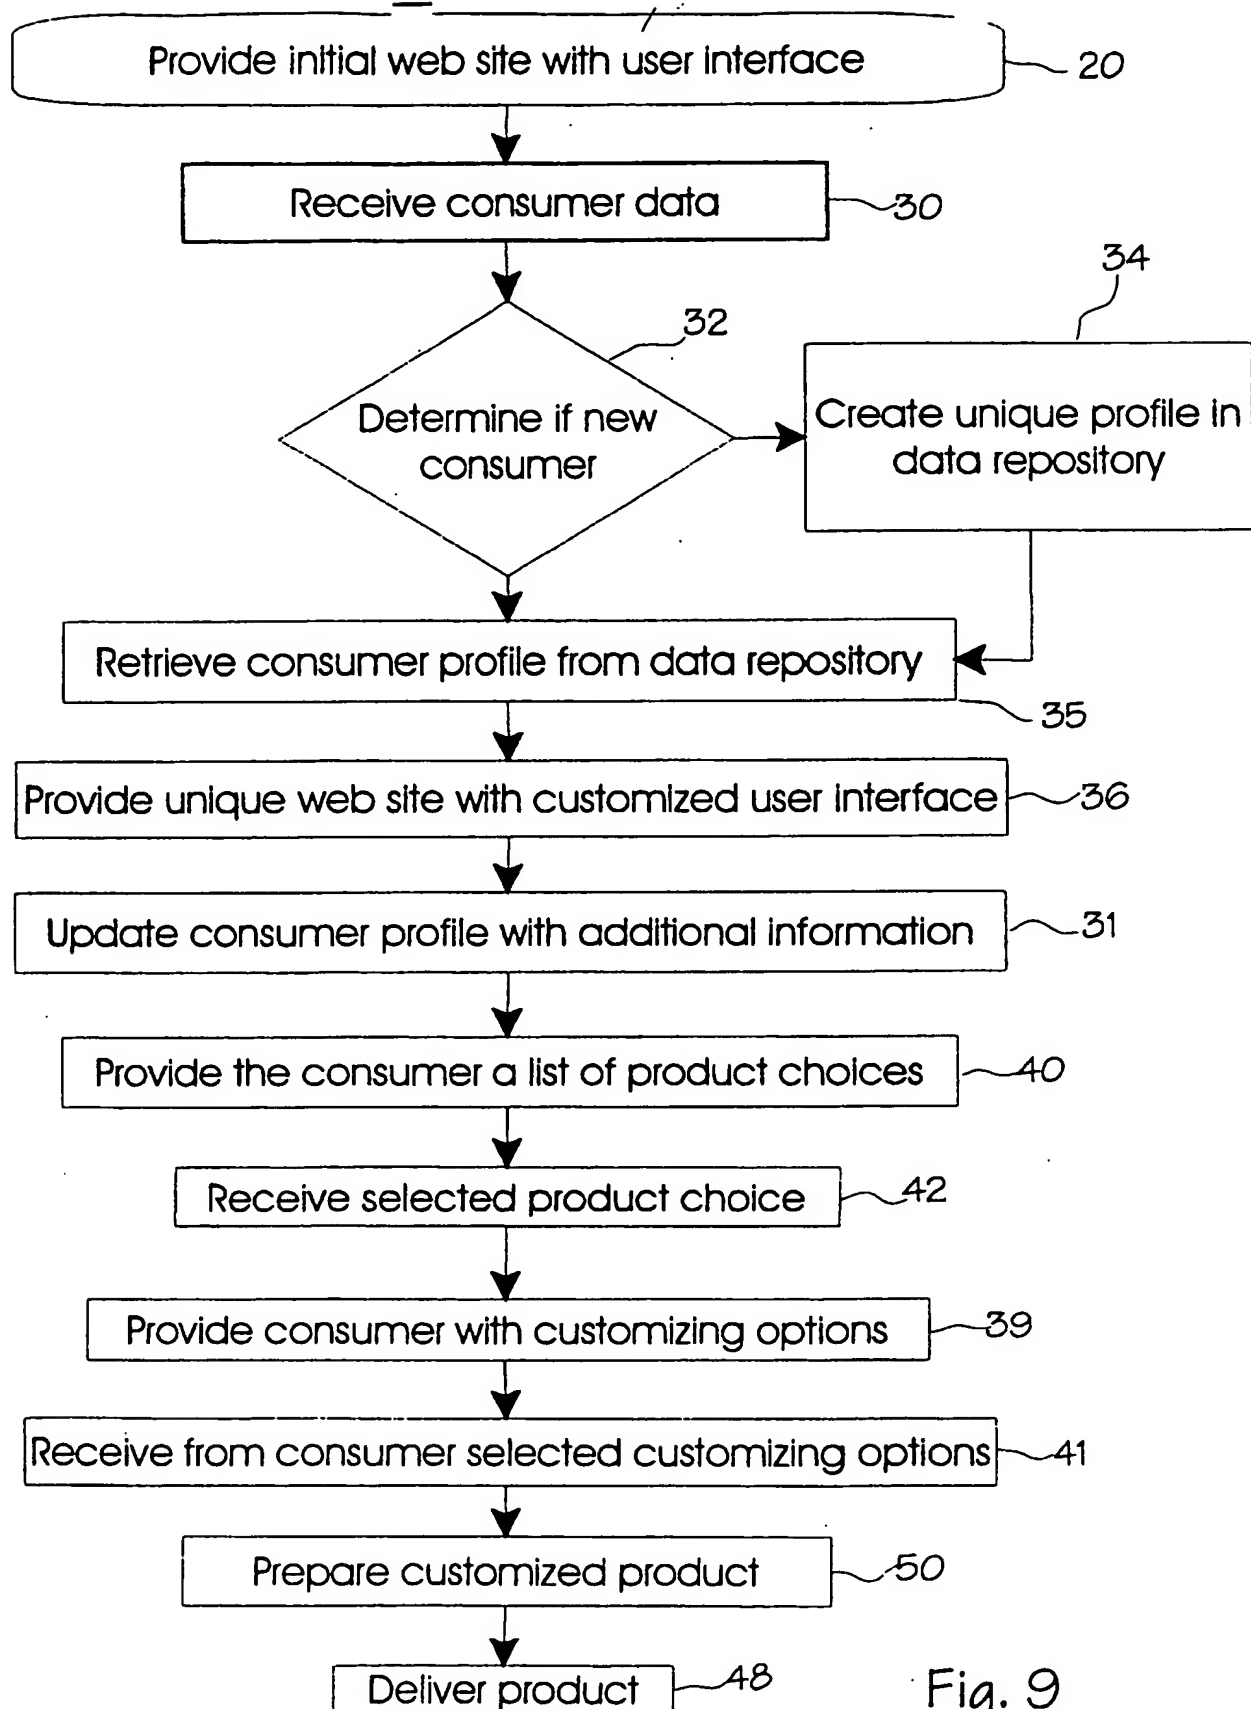 Provide initial web site with user interface
20
Receive consumer data
30
34
32
Determine if new
consumer
Create unique profile in
data repository
Retrieve consumer profile from data repository
35
Provide unique web site with customized user interface
36
Update consumer profile with additional information
31
Provide the consumer a list of product choices
40
Receive selected product choice
42
Provide consumer with customizing options
39
Receive from consumer selected customizing options
41
Prepare customized product
50
Deliver product
48
Fig. 9